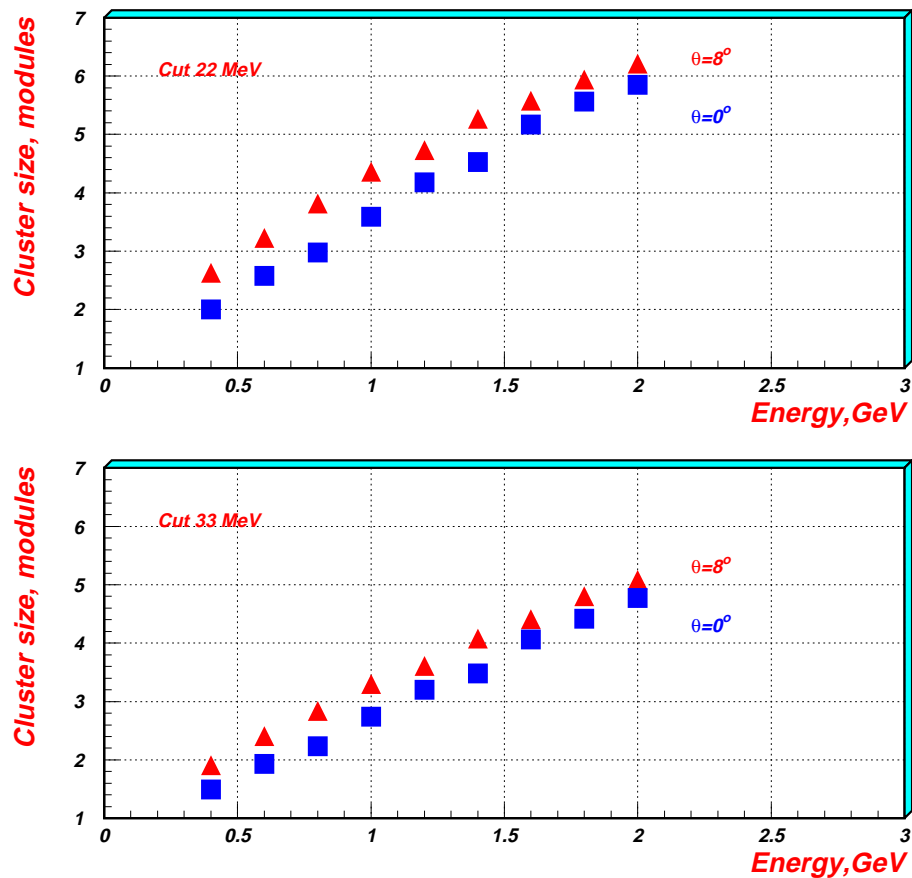 Cluster size, modules
7
6
5
4
3
2
1
Cut 22 MeV
θ=8°
θ=0°
0 0.5 1 1.5 2 2.5 3
Energy,GeV
Cluster size, modules
7
6
5
4
3
2
1
Cut 33 MeV
θ=8°
θ=0°
0 0.5 1 1.5 2 2.5 3
Energy,GeV